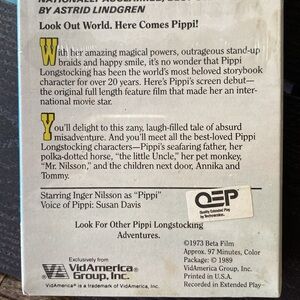 NATIONALLY ACCLAIMED, BEST
BY ASTRID LINDGREN
Look Out World. Here Comes Pippi!
With her amazing magical powers, outrageous stand-up
braids and happy smile, it's no wonder that Pippi
Longstocking has been the world's most beloved storybook
character for over 20 years. Here's Pippi's screen debut—
the original full length feature film that made her an inter-
national movie star.
You'll delight to this zany, laugh-filled tale of absurd
misadventure. And you'll meet all the best-loved Pippi
Longstocking characters—Pippi's seafaring father, her
polka-dotted horse, "the little Uncle," her pet monkey,
"Mr. Nilsson," and the children next door, Annika and
Tommy.
Starring Inger Nilsson as "Pippi"
Voice of Pippi: Susan Davis
QEP
Quality Extended Play
Look For Other Pippi Longstocking
Adventures.
Exclusively from
VidAmerica®
Group, Inc.
VidAmerica® is a trademark of VidAmerica, Inc.
©1973 Beta Film
Approx. 97 Minutes, Color
Package: ©1989
VidAmerica Group, Inc.
Printed in U.S.A.
Recorded in Extended Play